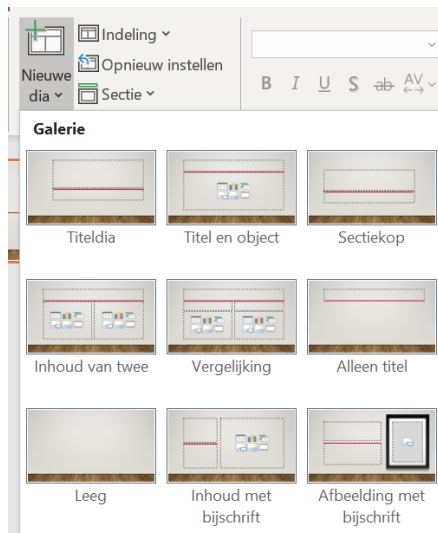 Indeling
Opnieuw instellen
Nieuwe
dia
Sectie
B I U S ab AV
Galerie
Titeldia
Titel en object
Sectiekop
Inhoud van twee
Vergelijking
Alleen titel
Leeg
Inhoud met
bijschrift
Afbeelding met
bijschrift